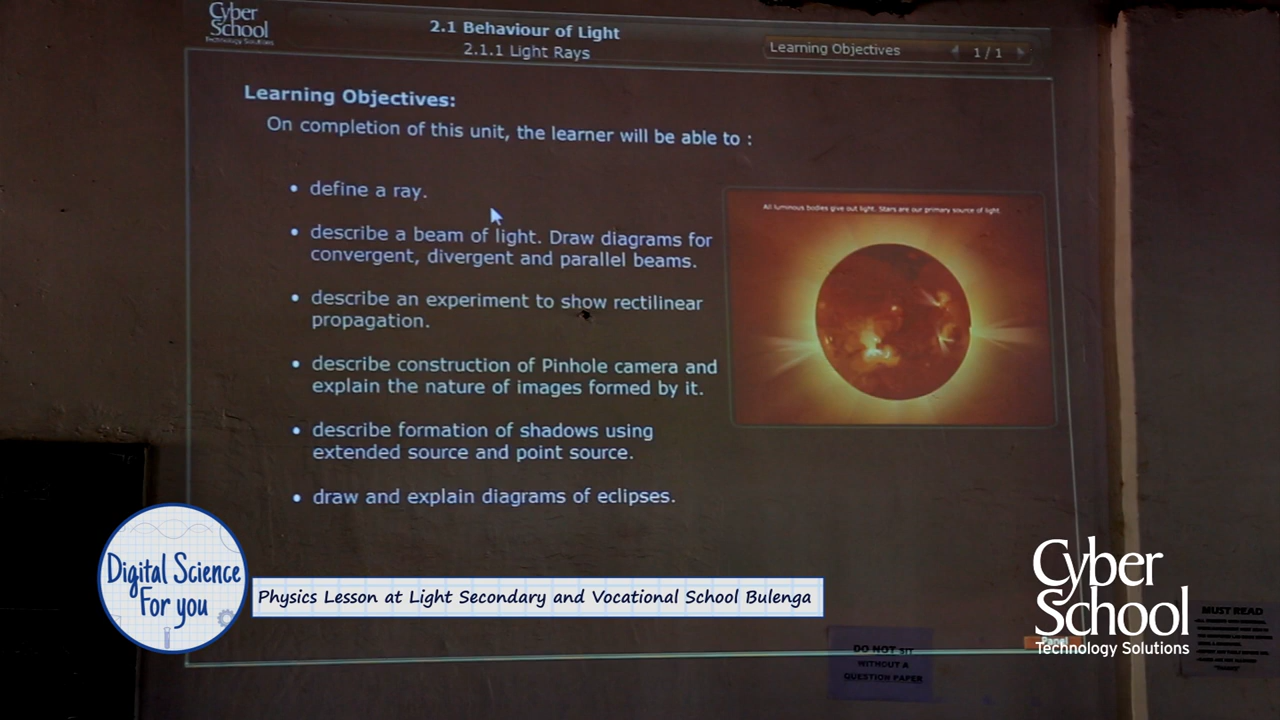 Cyber
School
Technology Solutions
2.1 Behaviour of Light
2.1.1 Light Rays
Learning Objectives
1 / 1
Learning Objectives:
On completion of this unit, the learner will be able to :
• define a ray.
• describe a beam of light. Draw diagrams for
convergent, divergent and parallel beams.
• describe an experiment to show rectilinear
propagation.
• describe construction of Pinhole camera and
explain the nature of images formed by it.
• describe formation of shadows using
extended source and point source.
• draw and explain diagrams of eclipses.
All luminous bodies give out light. Stars are our primary source of light.
Digital Science
For you
Physics Lesson at Light Secondary and Vocational School Bulenga
Cyber
School
Technology Solutions
Panel
DO NOT SIT
WITHOUT A
QUESTION PAPER
MUST READ